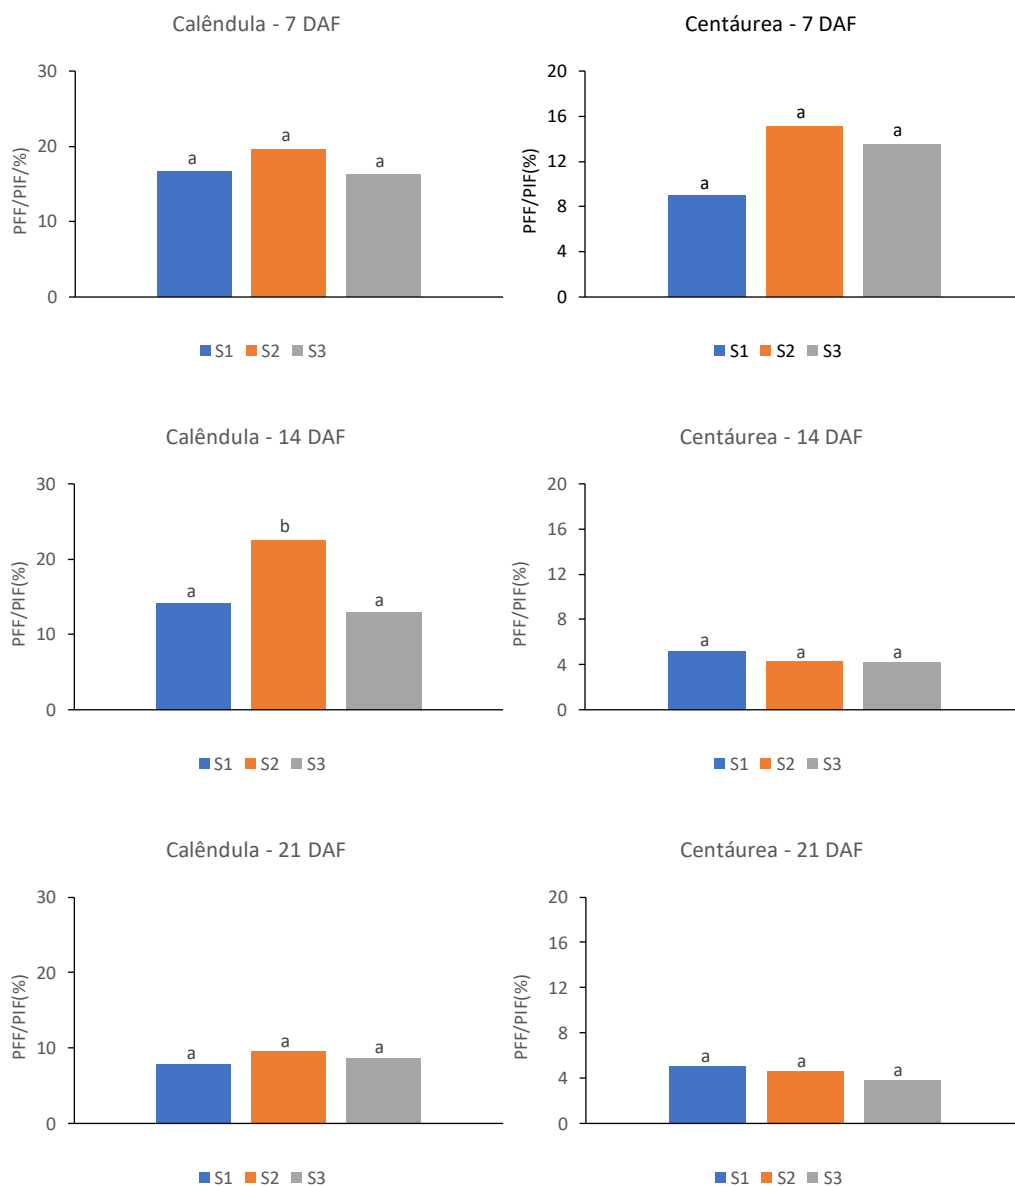 Calêndula - 7 DAF
PFF/PIF/%)
30
20
10
0
a
a
a
S1 S2 S3
Centáurea - 7 DAF
PFF/PIF(%)
20
16
12
8
4
0
a
a
a
S1 S2 S3
Calêndula - 14 DAF
PFF/PIF(%)
30
20
10
0
a
b
a
S1 S2 S3
Centáurea - 14 DAF
PFF/PIF(%)
20
16
12
8
4
0
a
a
a
S1 S2 S3
Calêndula - 21 DAF
PFF/PIF(%)
30
20
10
0
a
a
a
S1 S2 S3
Centáurea - 21 DAF
PFF/PIF(%)
20
16
12
8
4
0
a
a
a
S1 S2 S3